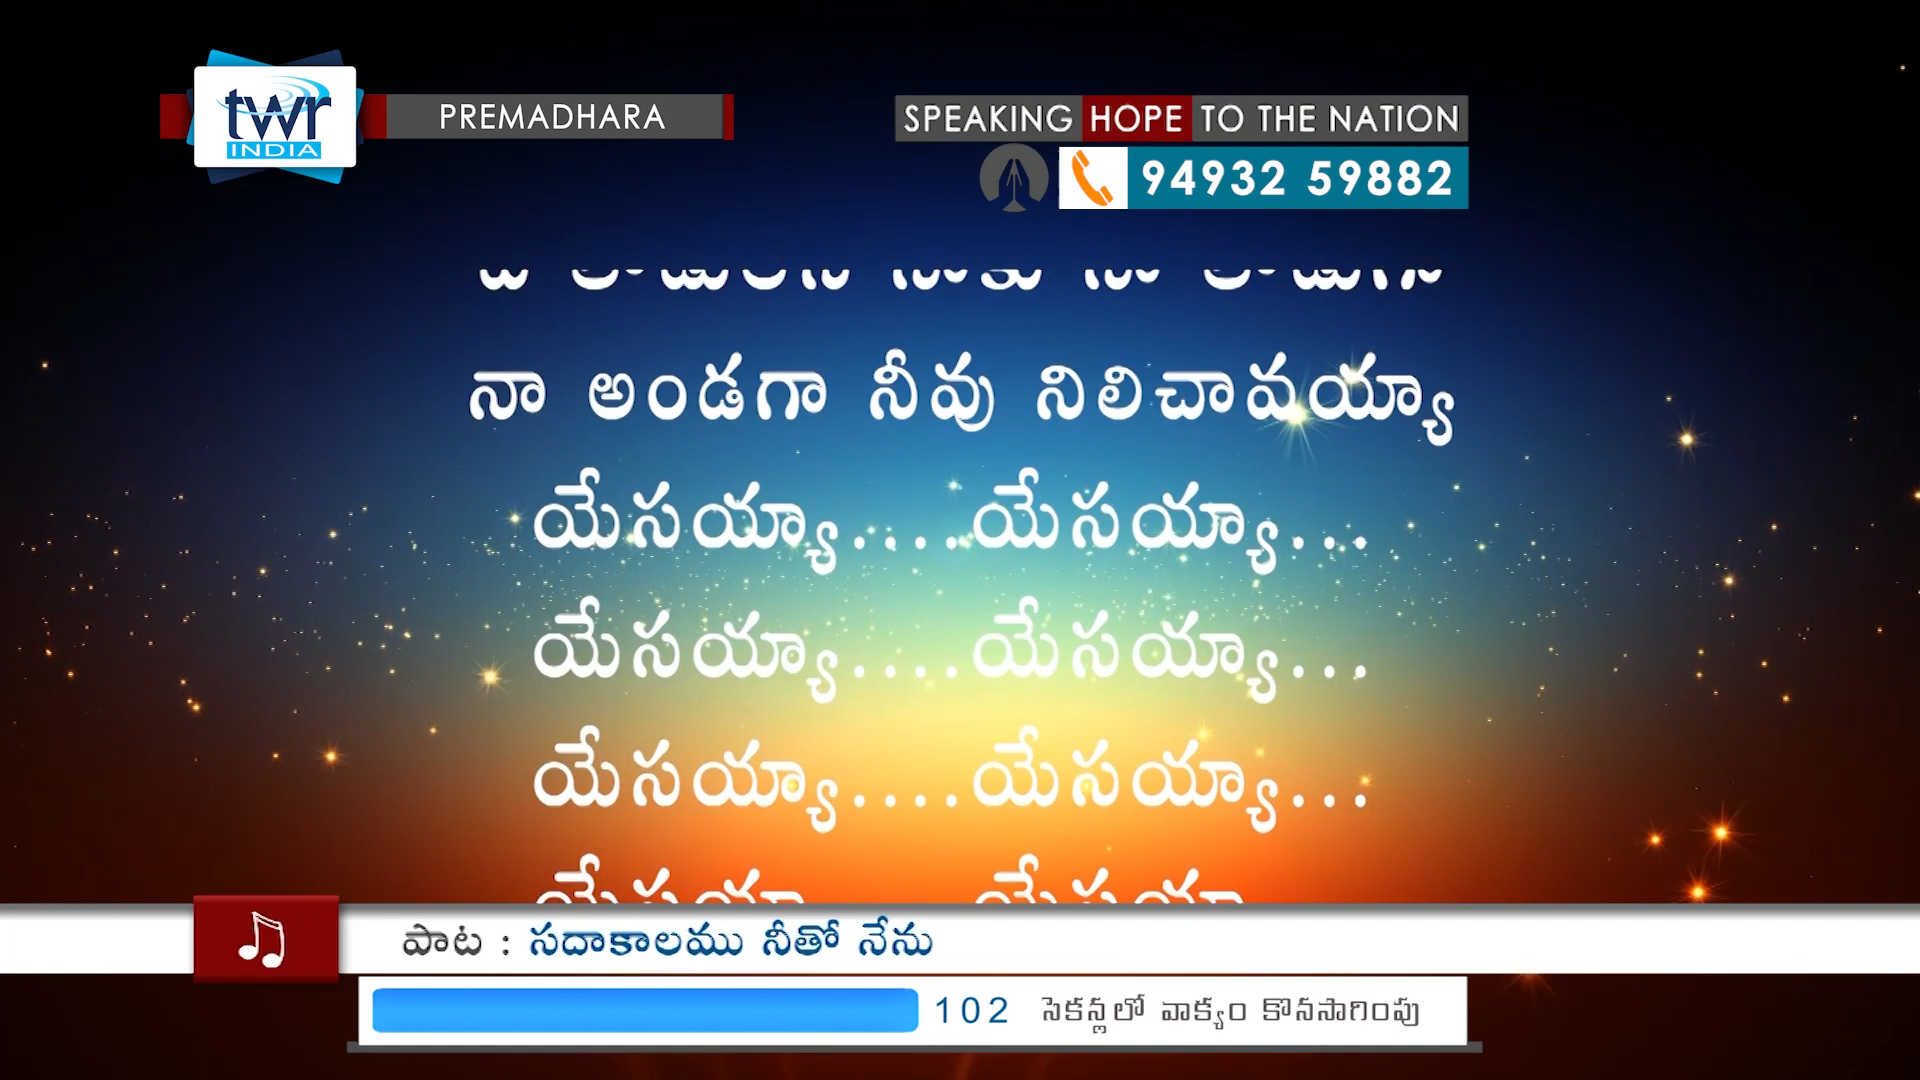 twr
INDIA
PREMADHARA
SPEAKING HOPE TO THE NATION
94932 59882
నా అండగా నీవు నిలిచావయ్యా
యేసయ్యా....యేసయ్యా...
యేసయ్యా....యేసయ్యా...
యేసయ్యా....యేసయ్యా...
పాట : సదాకాలము నీతో నేను
102 సెకన్లలో వాక్యం కొనసాగింపు